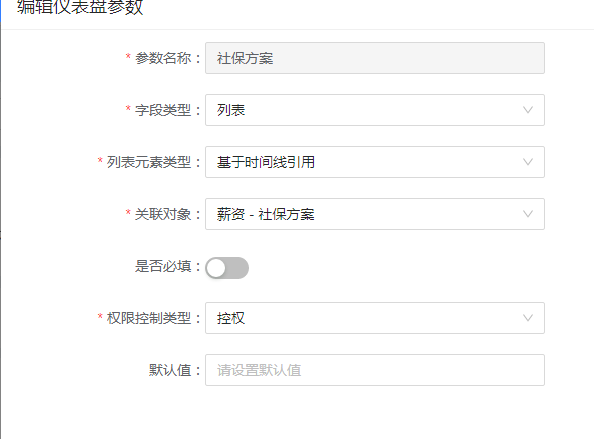 编辑仪表盘参数
* 参数名称： 社保方案
* 字段类型： 列表
* 列表元素类型： 基于时间线引用
* 关联对象： 薪资 - 社保方案
是否必填：
* 权限控制类型： 控权
默认值： 请设置默认值